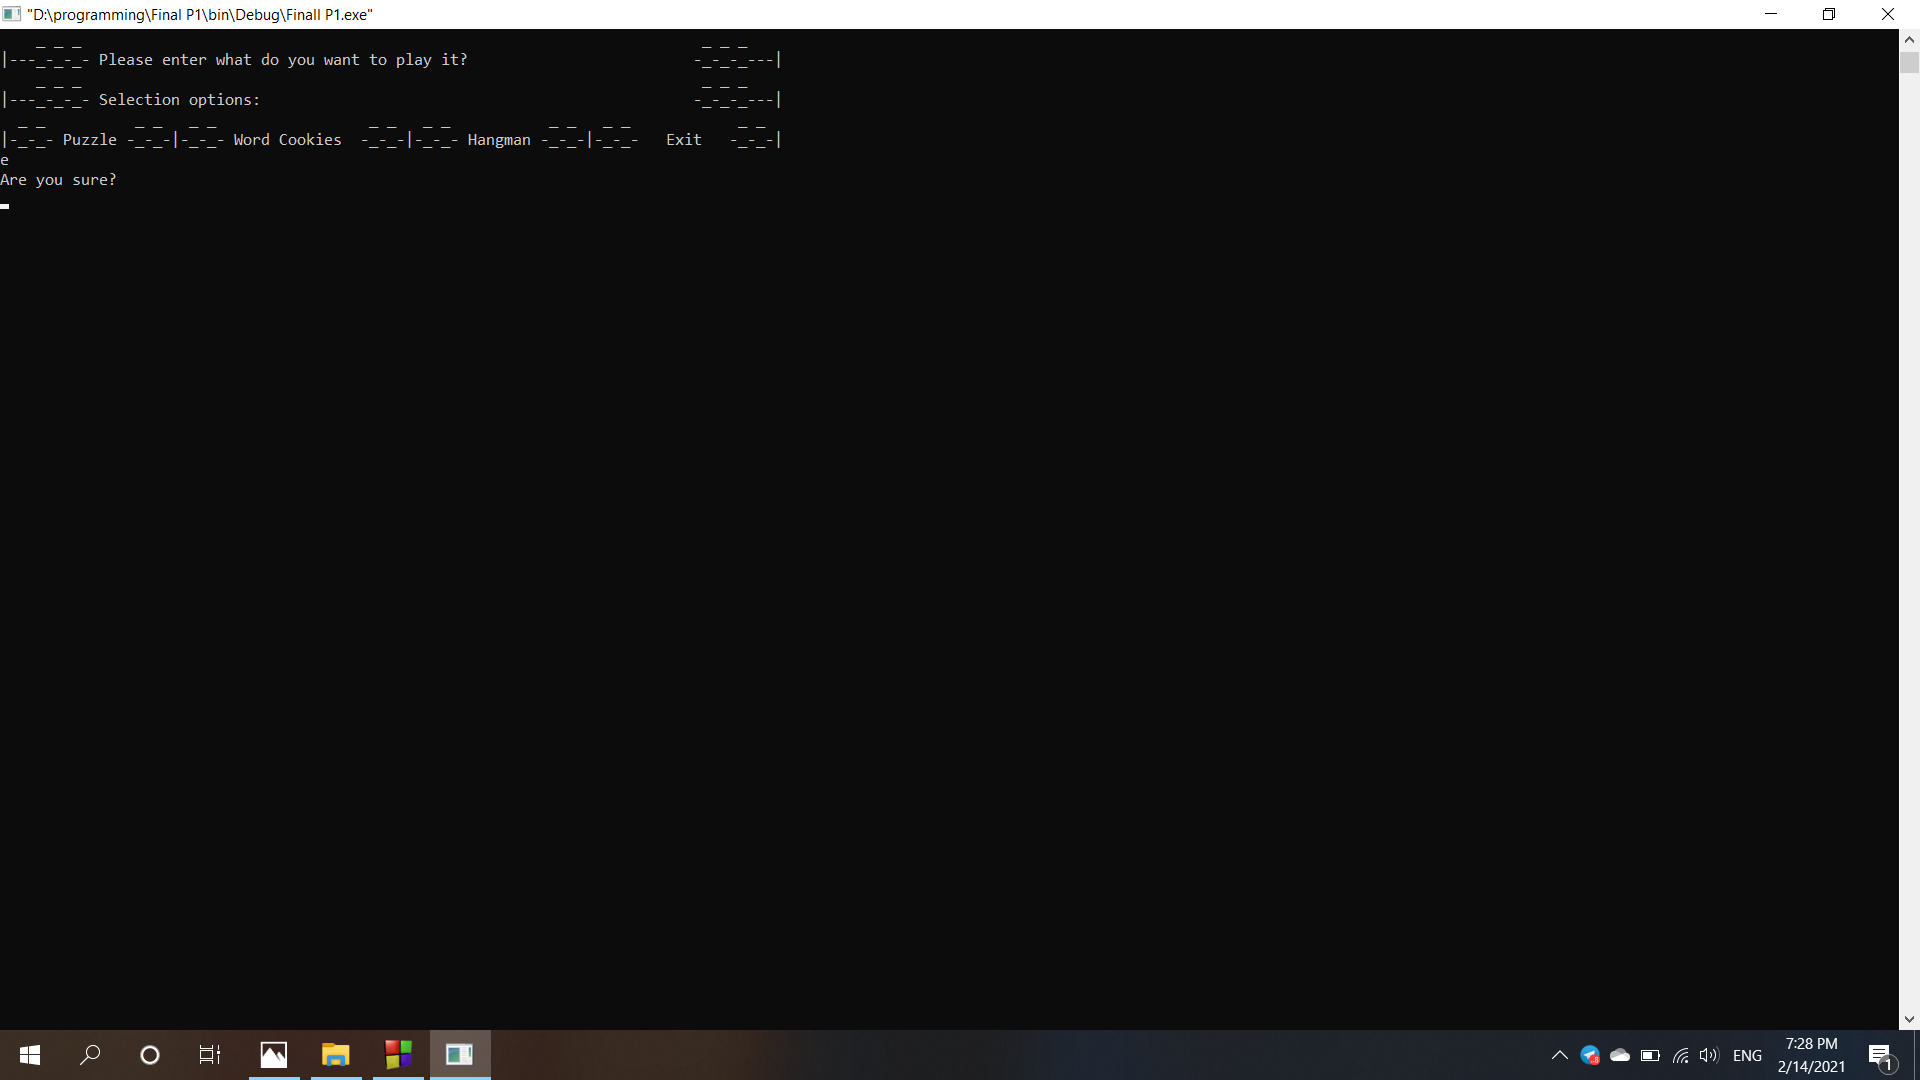 "D:\programming\Final P1\bin\Debug\Finall P1.exe"
   _ _ _                                                                     _ _ _
|---_-_-_- Please enter what do you want to play it?                         -_-_-_---|
   _ _ _                                                                     _ _ _
|---_-_-_- Selection options:                                                -_-_-_---|
  _ _          _ _   _ _                 _ _   _ _           _ _   _ _            _ _
|-_-_- Puzzle -_-_-|-_-_- Word Cookies  -_-_-|-_-_- Hangman -_-_-|-_-_-   Exit   -_-_-|
e
Are you sure?
ENG
7:28 PM
2/14/2021
1